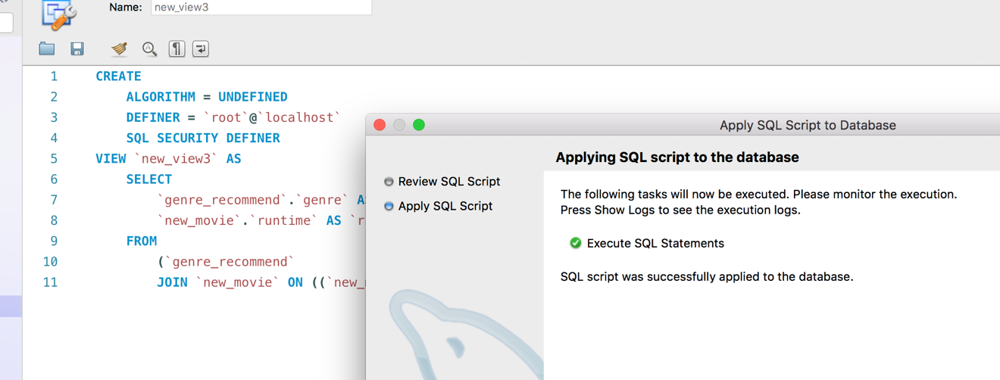 Name: new_view3
1 CREATE
2 ALGORITHM = UNDEFINED
3 DEFINER = `root`@`localhost`
4 SQL SECURITY DEFINER
5 VIEW `new_view3` AS
6 SELECT
7 `genre_recommend`.`genre`
8 `new_movie`.`runtime` AS
9 FROM
10 (`genre_recommend`
11 JOIN `new_movie` ON
Apply SQL Script to Database
Review SQL Script
Apply SQL Script
Applying SQL script to the database
The following tasks will now be executed. Please monitor the execution.
Press Show Logs to see the execution logs.
Execute SQL Statements
SQL script was successfully applied to the database.